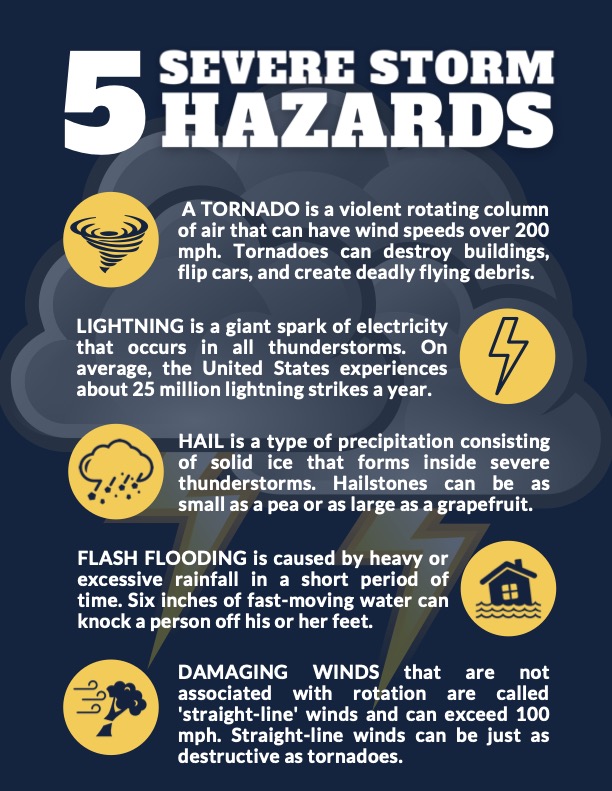 5 SEVERE STORM
HAZARDS
A TORNADO is a violent rotating column
of air that can have wind speeds over 200
mph. Tornadoes can destroy buildings,
flip cars, and create deadly flying debris.
LIGHTNING is a giant spark of electricity
that occurs in all thunderstorms. On
average, the United States experiences
about 25 million lightning strikes a year.
HAIL is a type of precipitation consisting
of solid ice that forms inside severe
thunderstorms. Hailstones can be as
small as a pea or as large as a grapefruit.
FLASH FLOODING is caused by heavy or
excessive rainfall in a short period of
time. Six inches of fast-moving water can
knock a person off his or her feet.
DAMAGING WINDS that are not
associated with rotation are called
'straight-line' winds and can exceed 100
mph. Straight-line winds can be just as
destructive as tornadoes.